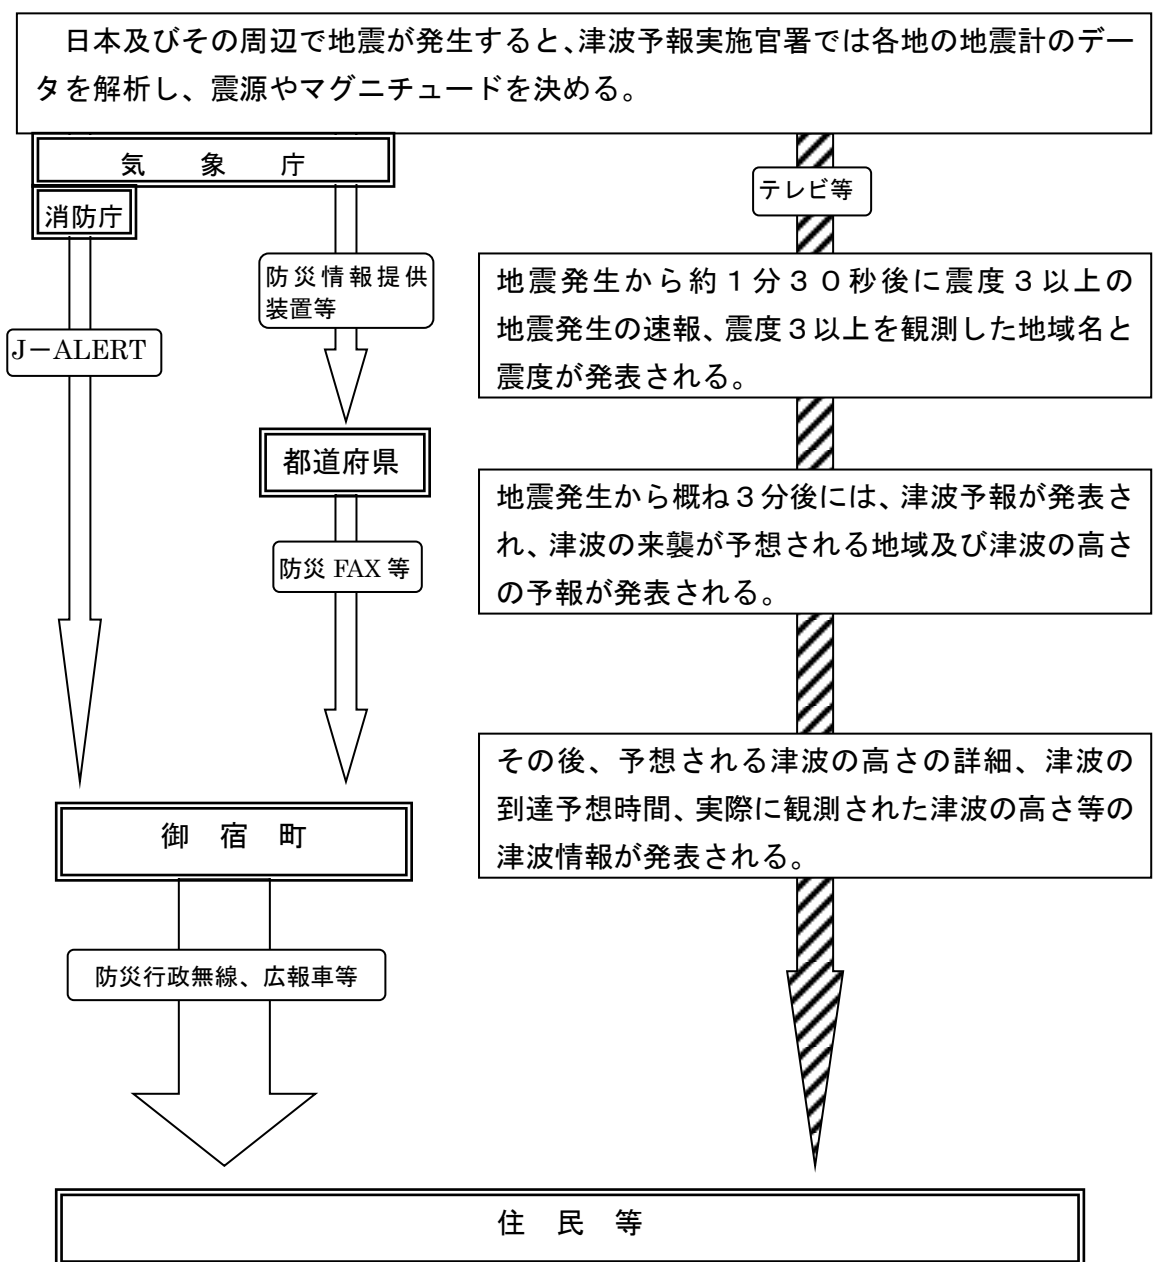 日本及びその周辺で地震が発生すると、津波予報実施官署では各地の地震計のデー
タを解析し、震源やマグニチュードを決める。
気象庁
消防庁
テレビ等
防災情報提供
装置等
J－ALERT
地震発生から約１分３０秒後に震度３以上の
地震発生の速報、震度３以上を観測した地域名と
震度が発表される。
都道府県
防災 FAX 等
地震発生から概ね３分後には、津波予報が発表さ
れ、津波の来襲が予想される地域及び津波の高さ
の予報が発表される。
その後、予想される津波の高さの詳細、津波の
到達予想時間、実際に観測された津波の高さ等の
津波情報が発表される。
御　宿　町
防災行政無線、広報車等
住　民　等